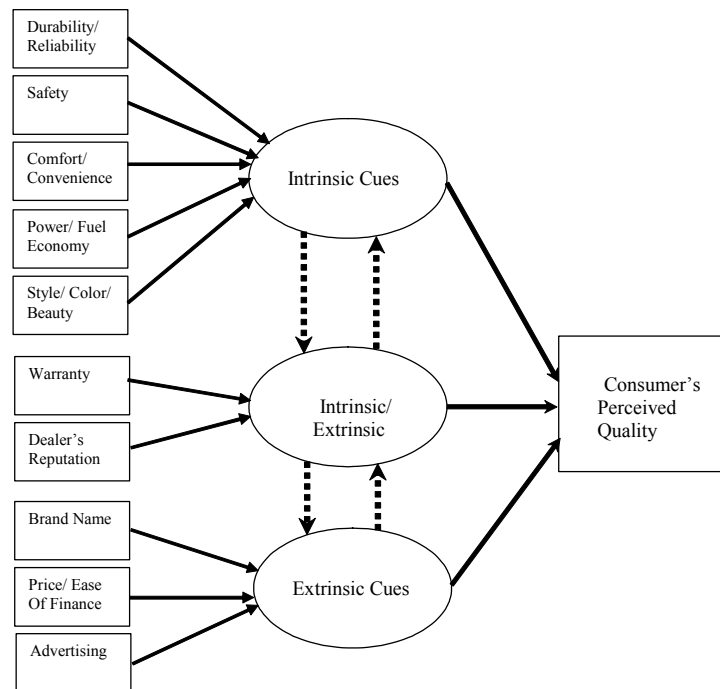 Durability/
Reliability
Safety
Comfort/
Convenience
Power/ Fuel
Economy
Style/ Color/
Beauty
Warranty
Dealer's
Reputation
Brand Name
Price/ Ease
Of Finance
Advertising
Intrinsic Cues
Intrinsic/
Extrinsic
Extrinsic Cues
Consumer's
Perceived
Quality